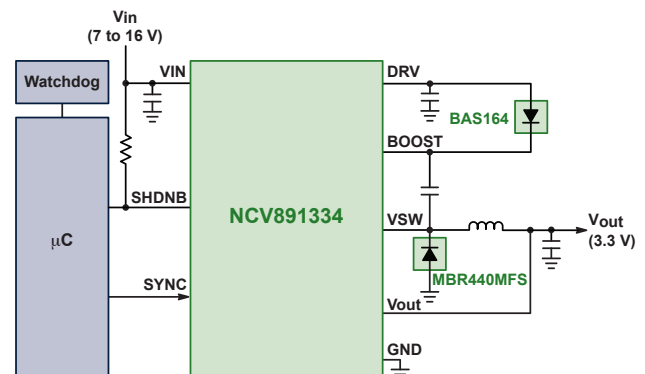 Vin
(7 to 16 V)
Watchdog
VIN
DRV
BAS164
BOOST
SHDNB
NCV891334
VSW
Vout
(3.3 V)
μC
SYNC
MBR440MFS
Vout
GND